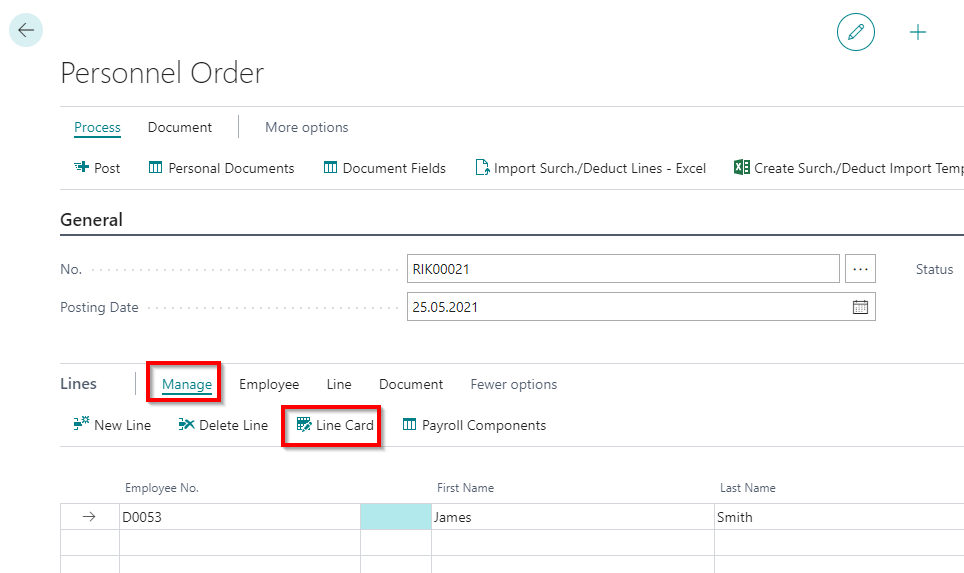 Personnel Order
Process Document More options
Post Personal Documents Document Fields Import Surch./Deduct Lines - Excel Create Surch./Deduct Import Temp
General
No. RIK00021 ... Status
Posting Date 25.05.2021
Lines Manage Employee Line Document Fewer options
New Line Delete Line Line Card Payroll Components
Employee No. First Name Last Name
D0053 James Smith